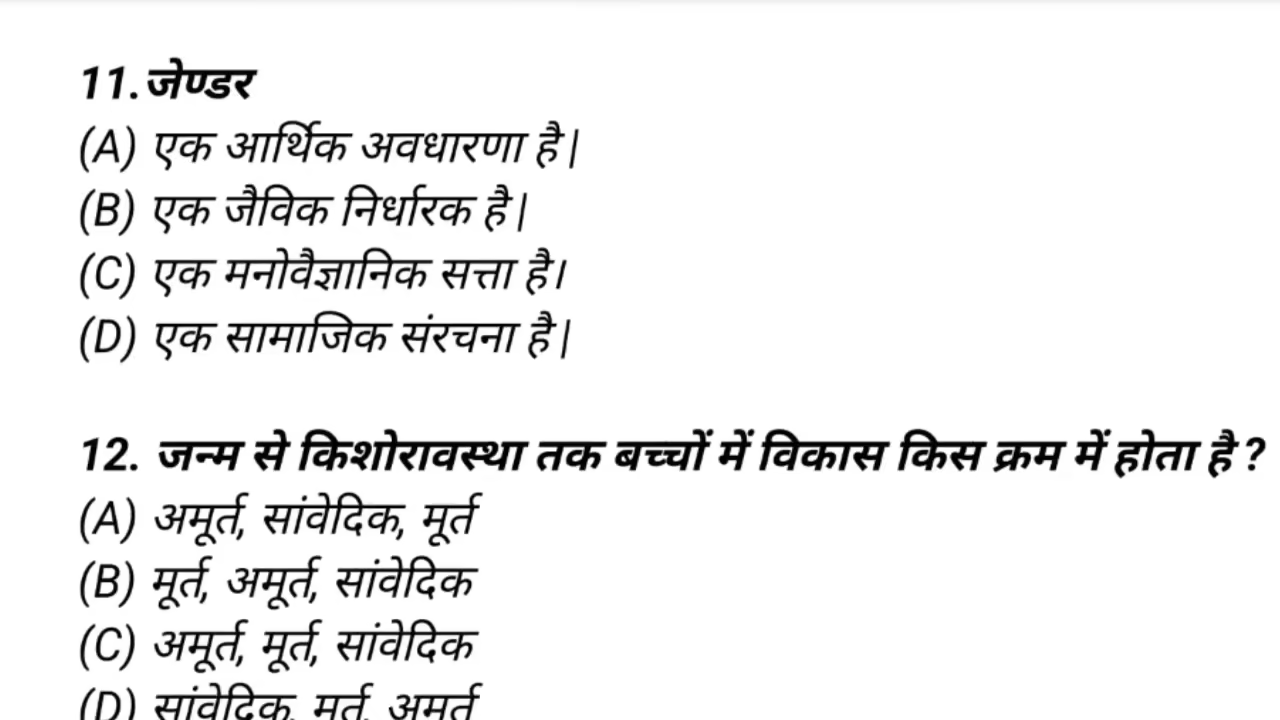 11.जेण्डर
(A) एक आर्थिक अवधारणा है|
(B) एक जैविक निर्धारक है|
(C) एक मनोवैज्ञानिक सत्ता है।
(D) एक सामाजिक संरचना है|
12. जन्म से किशोरावस्था तक बच्चों में विकास किस क्रम में होता है?
(A) अमूर्त, सांवेदिक, मूर्त
(B) मूर्त, अमूर्त, सांवेदिक
(C) अमूर्त, मूर्त, सांवेदिक
(D) सांवेदिक, मूर्त, अमूर्त